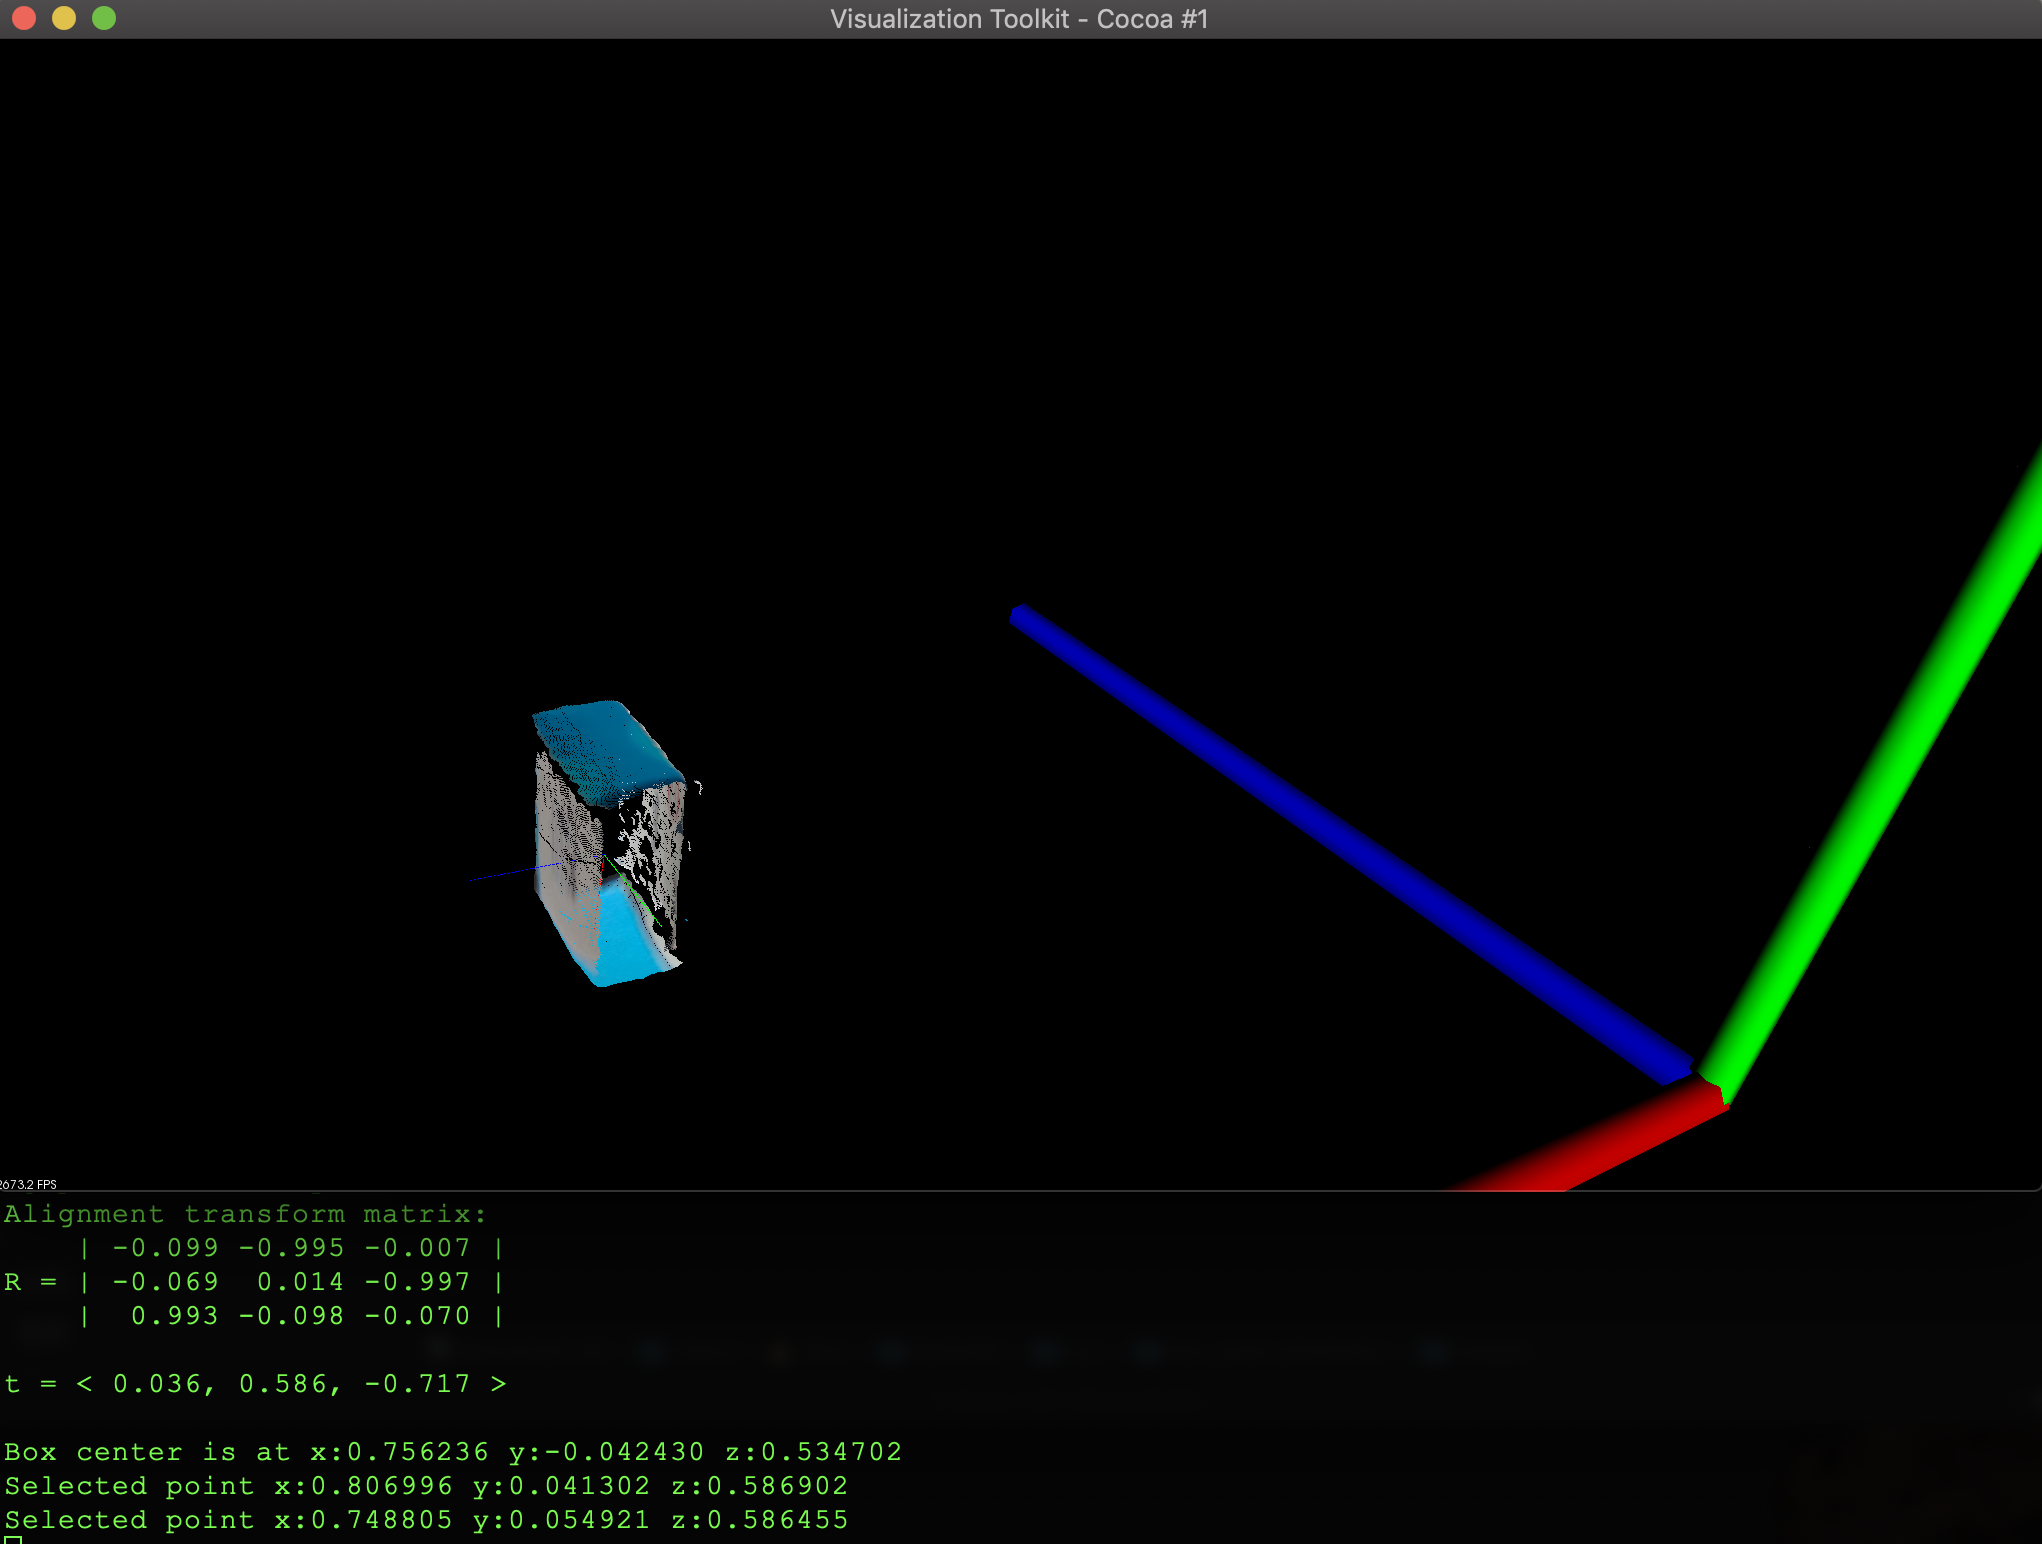 Visualization Toolkit - Cocoa #1
2673.2 FPS
Alignment transform matrix:
| -0.099 -0.995 -0.007 |
R = | -0.069  0.014 -0.997 |
|  0.993 -0.098 -0.070 |
t = < 0.036, 0.586, -0.717 >
Box center is at x:0.756236 y:-0.042430 z:0.534702
Selected point x:0.806996 y:0.041302 z:0.586902
Selected point x:0.748805 y:0.054921 z:0.586455